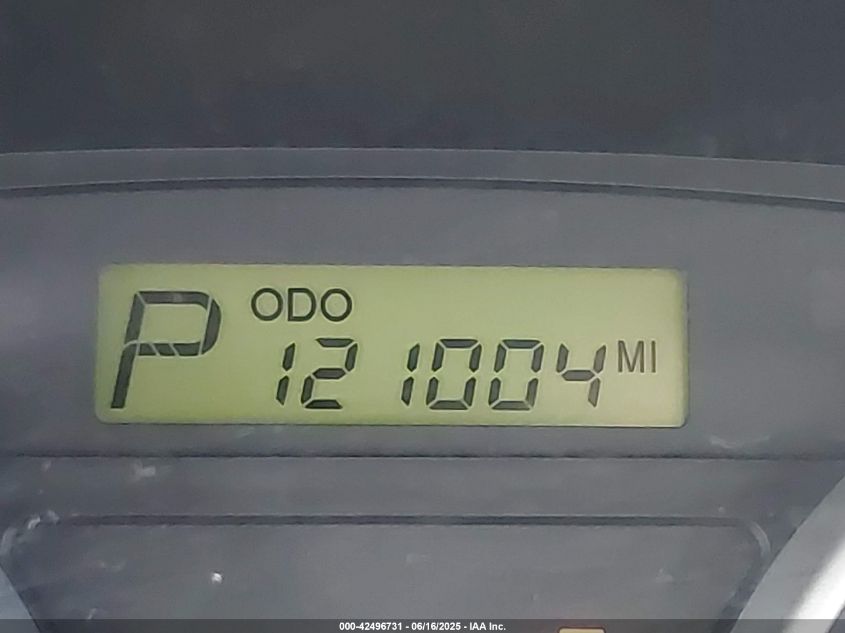 P
ODO
121004 MI
000-42496731 - 06/16/2025 - IAA Inc.